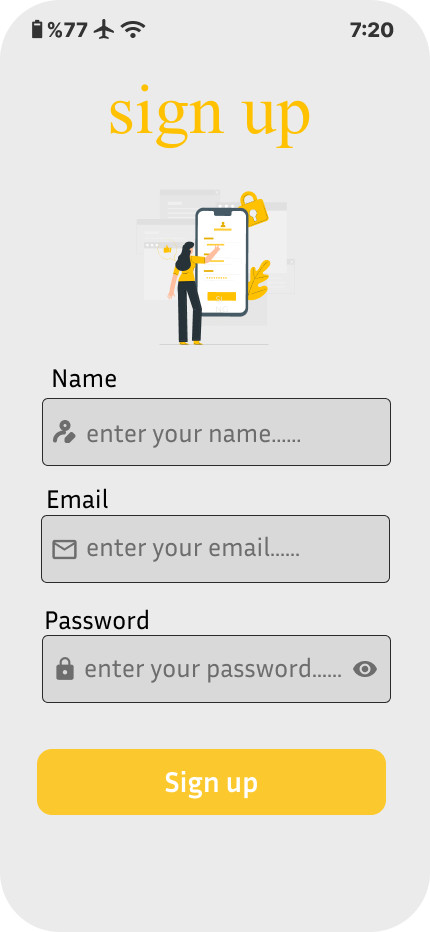 %77 7:20
sign up
Name
enter your name......
Email
enter your email......
Password
enter your password......
Sign up